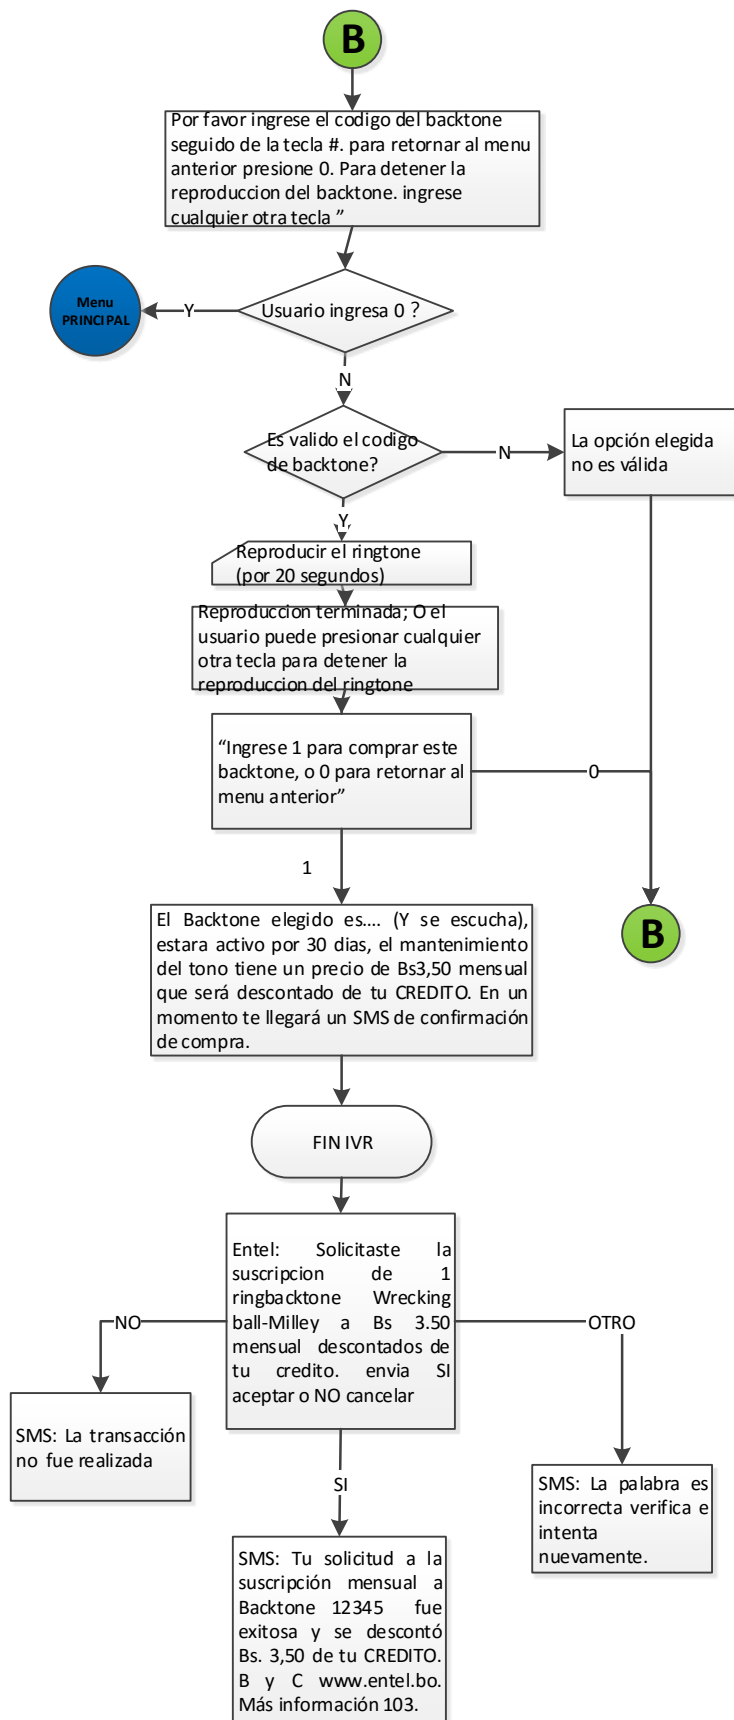 B
Por favor ingrese el codigo del backtone
seguido de la tecla #. para retornar al menu
anterior presione 0. Para detener la
reproduccion del backtone. ingrese
cualquier otra tecla ”
Menu
PRINCIPAL
Y
Usuario ingresa 0 ?
N
Es valido el codigo
de backtone?
N
La opción elegida
no es válida
Y
Reproducir el ringtone
(por 20 segundos)
Reproduccion terminada; O el
usuario puede presionar cualquier
otra tecla para detener la
reproduccion del ringtone
“Ingrese 1 para comprar este
backtone, o 0 para retornar al
menu anterior”
0
1
B
El Backtone elegido es.... (Y se escucha),
estara activo por 30 dias, el mantenimiento
del tono tiene un precio de Bs3,50 mensual
que será descontado de tu CREDITO. En un
momento te llegará un SMS de confirmación
de compra.
FIN IVR
Entel: Solicitaste la
suscripcion de 1
ringbacktone Wrecking
ball-Milley a Bs 3.50
mensual descontados de
tu credito. envia SI
aceptar o NO cancelar
NO
OTRO
SMS: La transacción
no fue realizada
SI
SMS: La palabra es
incorrecta verifica e
intenta
nuevamente.
SMS: Tu solicitud a la
suscripción mensual a
Backtone 12345 fue
exitosa y se descontó
Bs. 3,50 de tu CREDITO.
B y C www.entel.bo.
Más información 103.